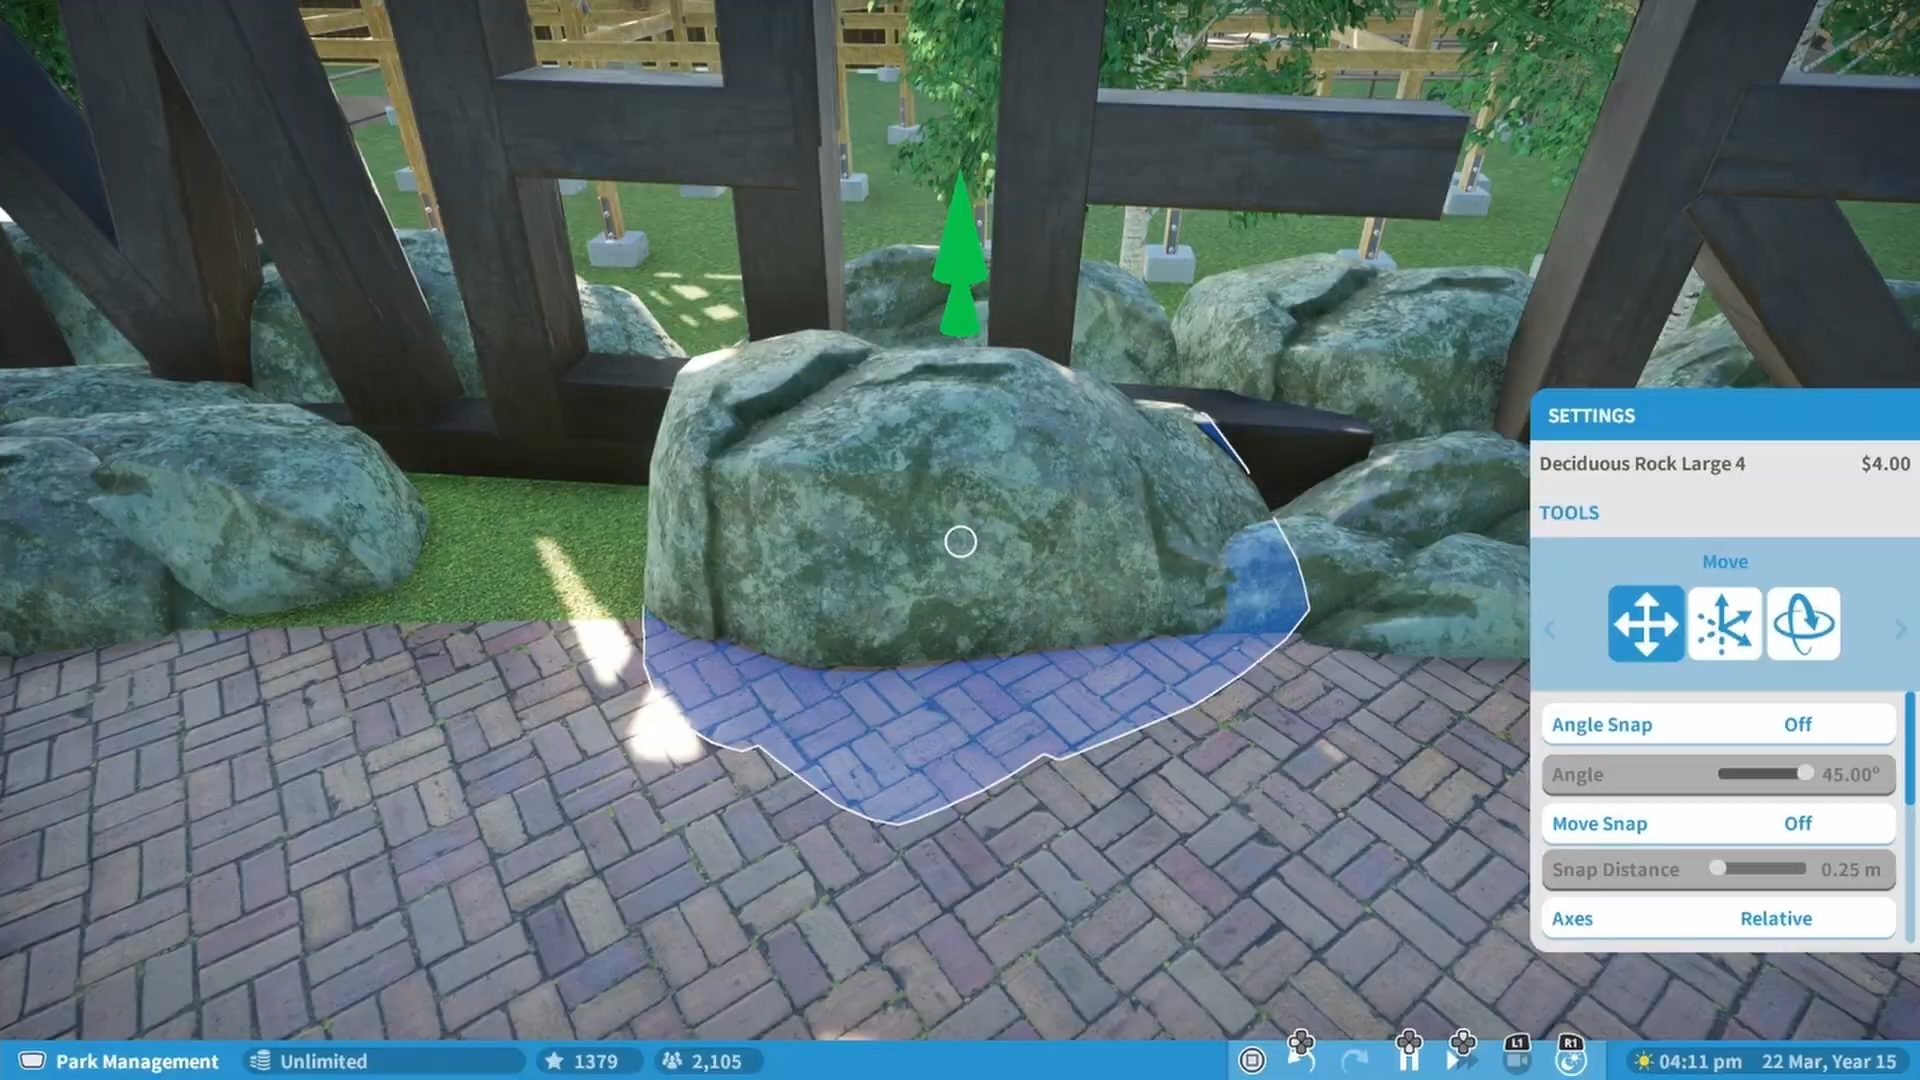 SETTINGS
Deciduous Rock Large 4 $4.00
TOOLS
Move
Angle Snap Off
Angle 45.00°
Move Snap Off
Snap Distance 0.25 m
Axes Relative
Park Management Unlimited 1379 2,105 L1 R1 04:11 pm 22 Mar, Year 15